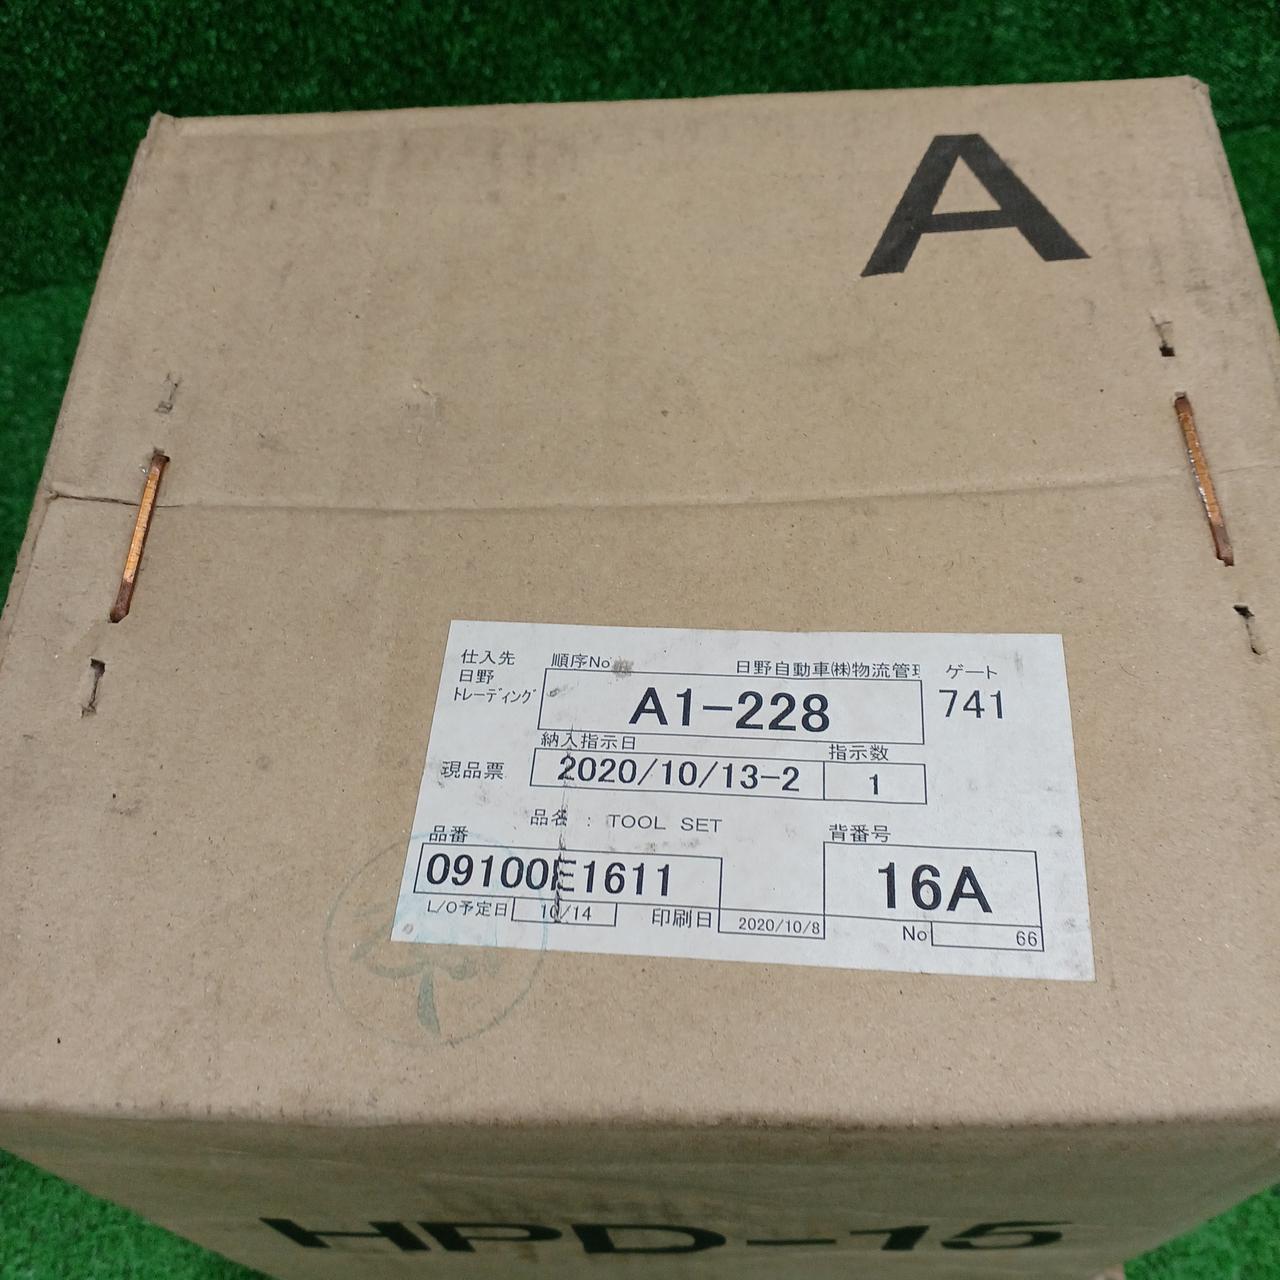 A
仕入先
日野
トレーディング
順序No
日野自動車㈱物流管理
ゲート
A1-228
741
納入指示日
指示数
現品票
2020/10/13-2
1
品名 : TOOL SET
品番
背番号
09100E1611
16A
L/O予定日
10/14
印刷日
2020/10/8
No
66
HPD-15